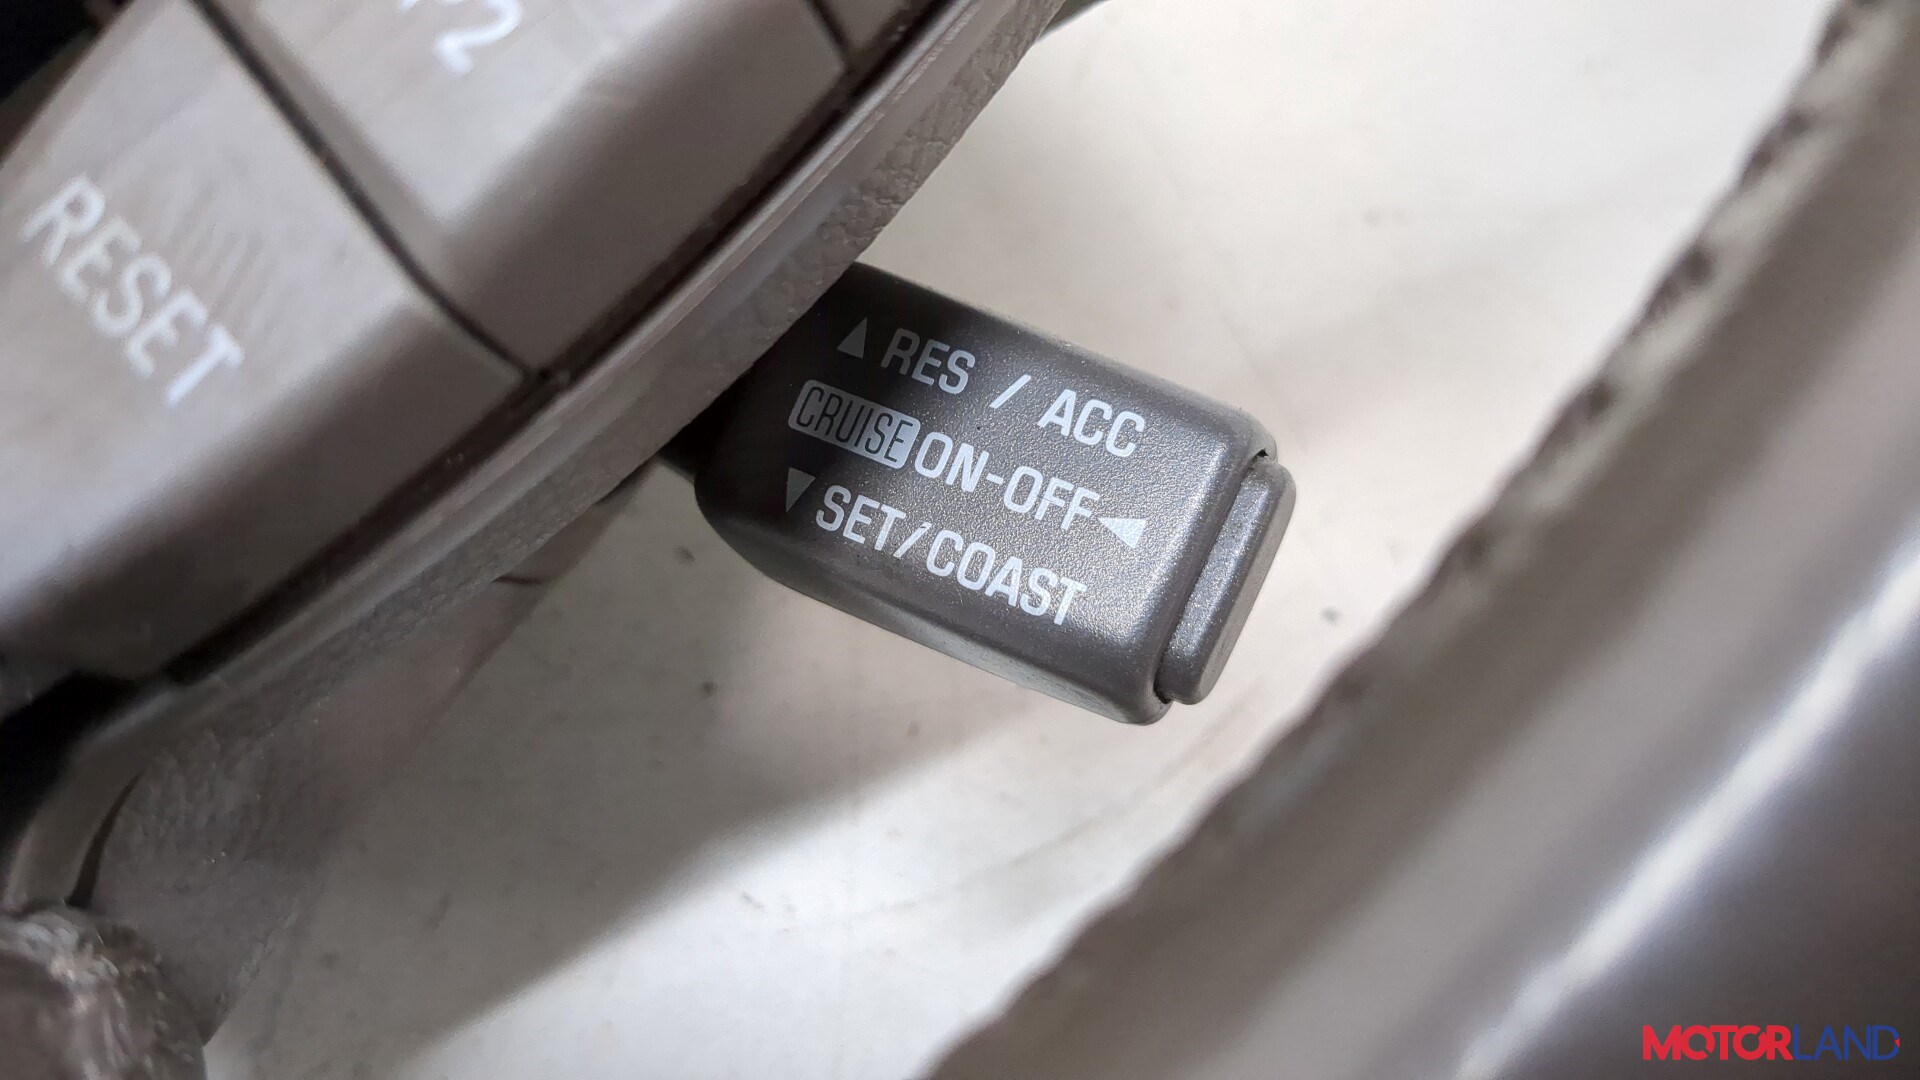 RESET
▲ RES / ACC
CRUISE ON-OFF ◀
▼ SET/COAST
MOTORLAND